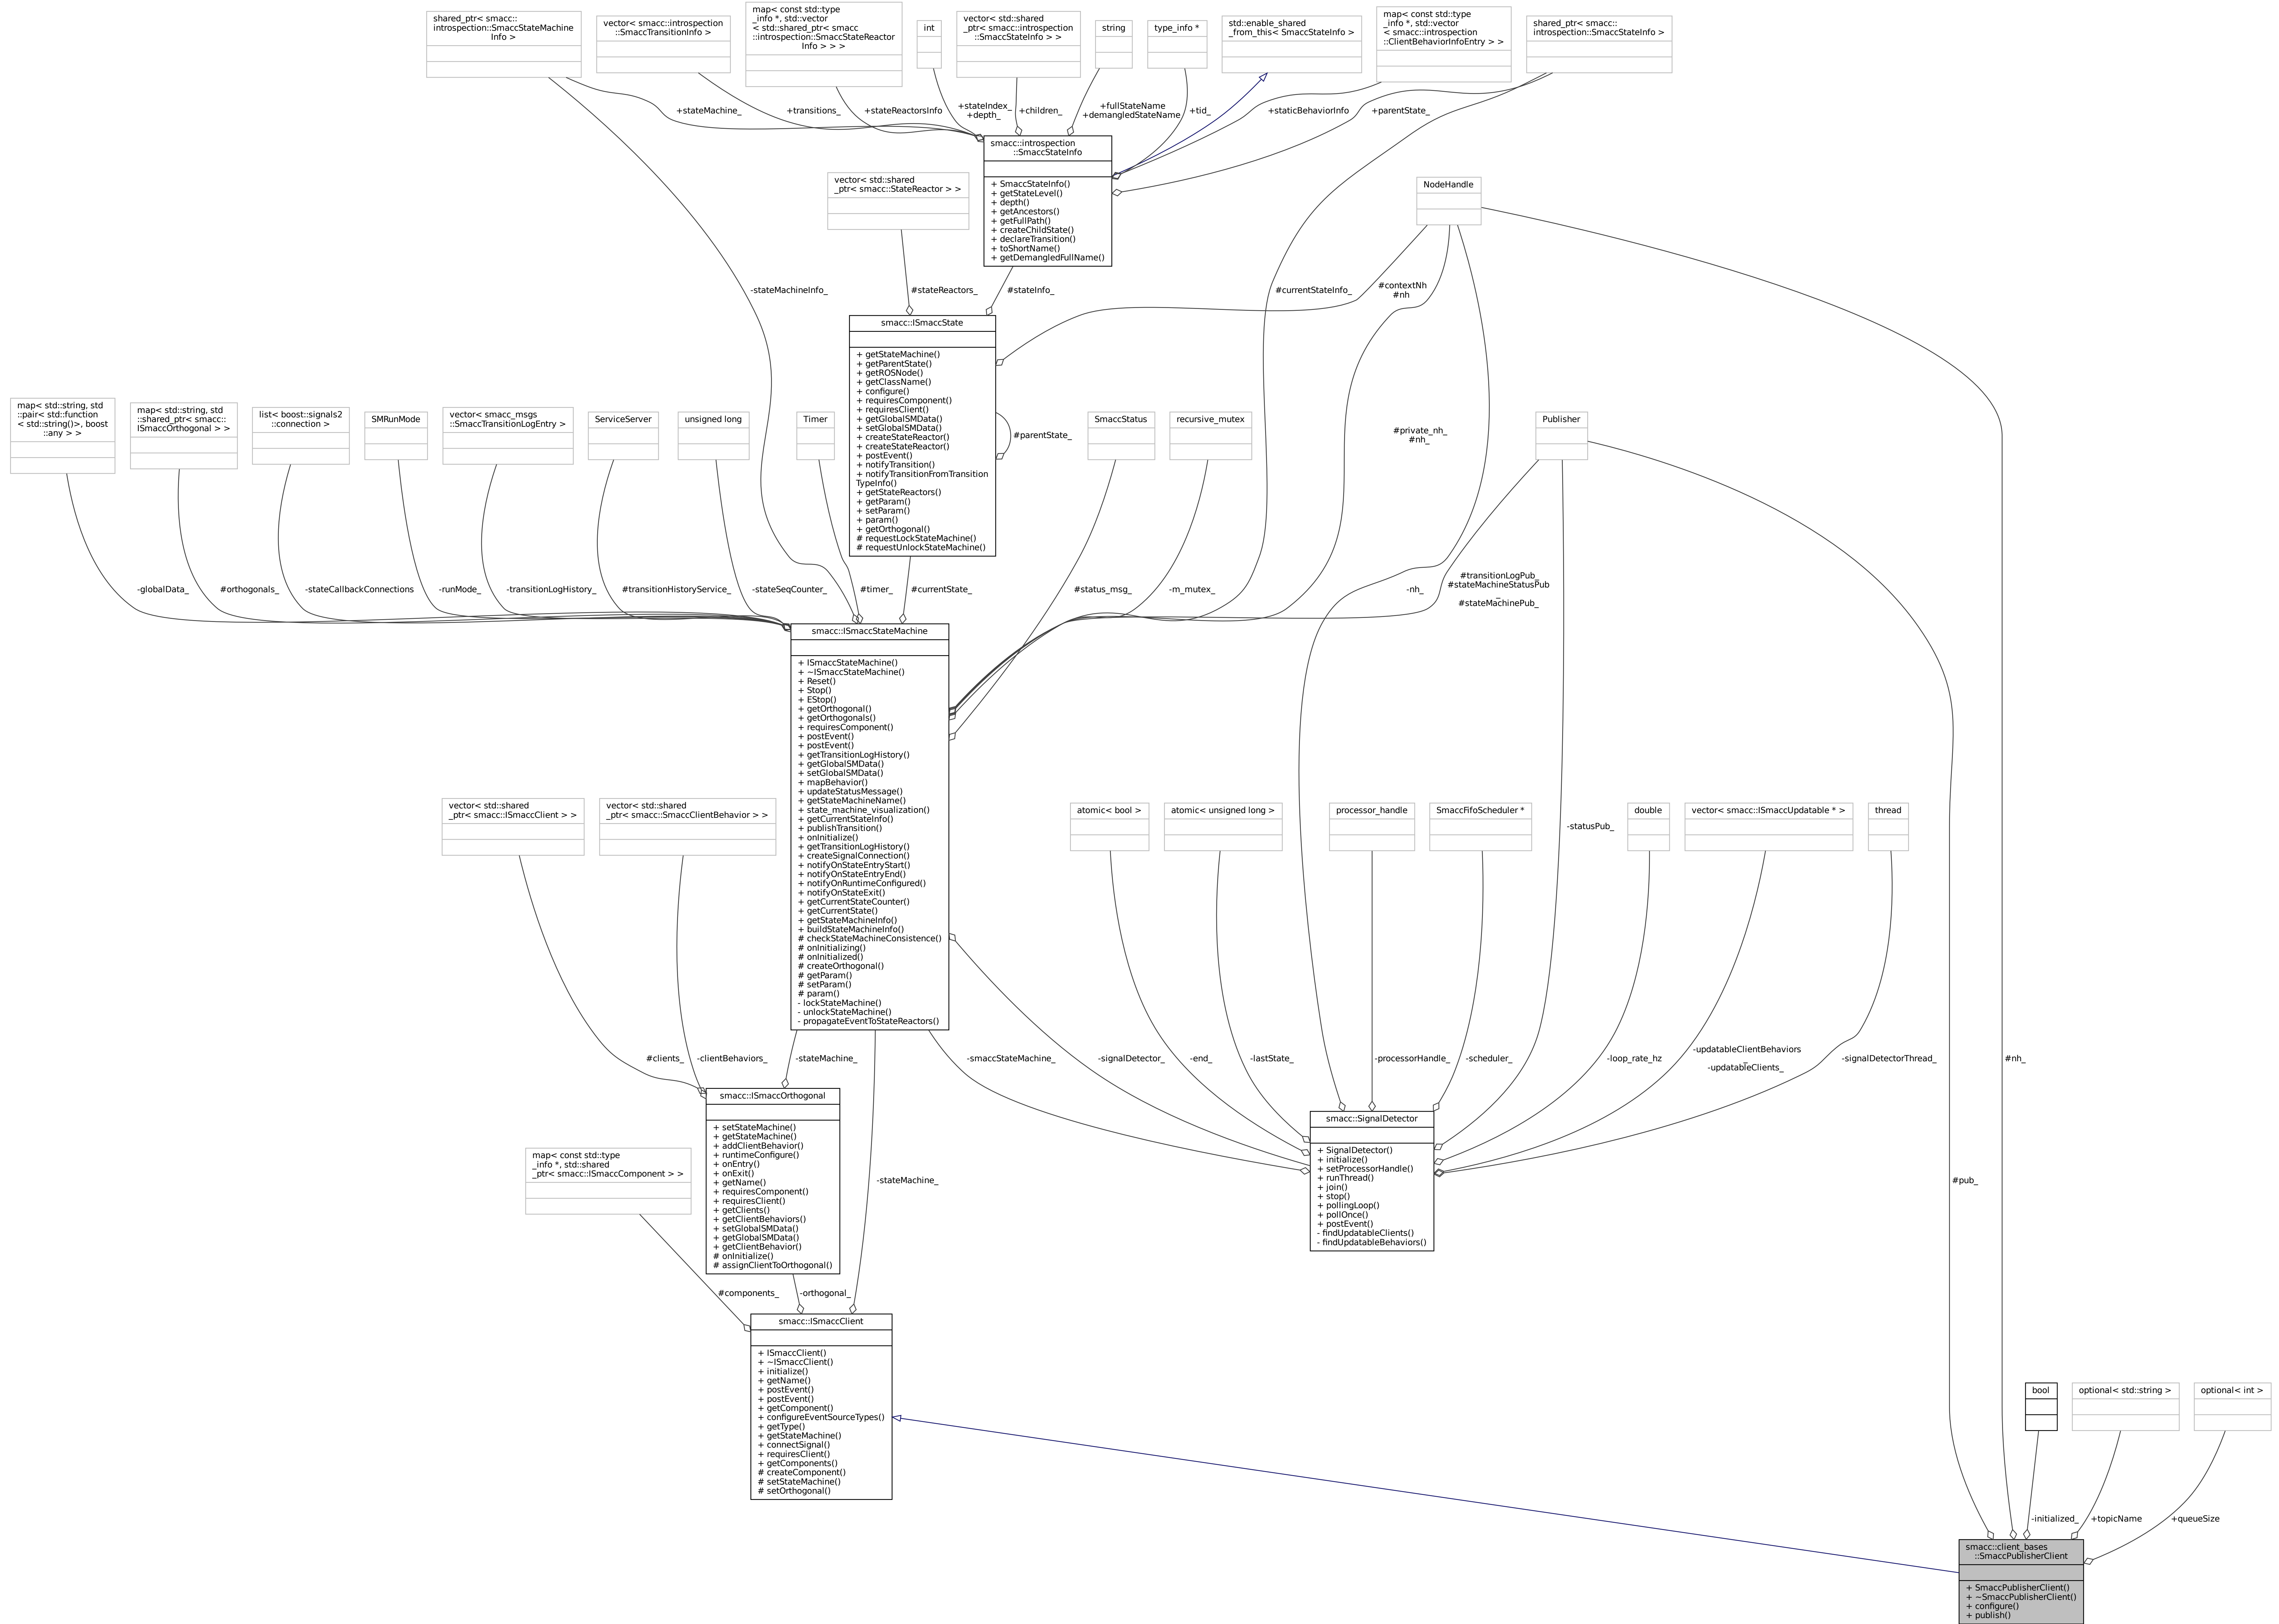 shared_ptr< smacc::
introspection::SmaccStateMachine
Info >
vector< smacc::introspection
::SmaccTransitionInfo >
map< const std::type
_info *, std::vector
< std::shared_ptr< smacc
::introspection::SmaccStateReactor
Info > > >
int
vector< std::shared
_ptr< smacc::introspection
::SmaccStateInfo > >
string
type_info *
std::enable_shared
_from_this< SmaccStateInfo >
map< const std::type
_info *, std::vector
< smacc::introspection
::ClientBehaviorInfoEntry > >
shared_ptr< smacc::
introspection::SmaccStateInfo >
+stateMachine_
+transitions_
+stateReactorsInfo
+stateIndex_
+depth_
+children_
+fullStateName
+demangledStateName
+tid_
+staticBehaviorInfo
+parentState_
smacc::introspection
::SmaccStateInfo
+ SmaccStateInfo()
+ getStateLevel()
+ depth()
+ getAncestors()
+ getFullPath()
+ createChildState()
+ declareTransition()
+ toShortName()
+ getDemangledFullName()
vector< std::shared
_ptr< smacc::StateReactor > >
NodeHandle
-stateMachineInfo_
#stateReactors_
#stateInfo_
#currentStateInfo_
#contextNh
#nh
smacc::ISmaccState
+ getStateMachine()
+ getParentState()
+ getROSNode()
+ getClassName()
+ configure()
+ requiresComponent()
+ requiresClient()
+ getGlobalSMData()
+ setGlobalSMData()
+ createStateReactor()
+ createStateReactor()
+ postEvent()
+ notifyTransition()
+ notifyTransitionFromTransition
TypeInfo()
+ getStateReactors()
+ getParam()
+ setParam()
+ param()
+ getOrthogonal()
# requestLockStateMachine()
# requestUnlockStateMachine()
#parentState_
map< std::string, std
::pair< std::function
< std::string()>, boost
::any > >
map< std::string, std
::shared_ptr< smacc::
ISmaccOrthogonal > >
list< boost::signals2
::connection >
SMRunMode
vector< smacc_msgs
::SmaccTransitionLogEntry >
ServiceServer
unsigned long
Timer
SmaccStatus
recursive_mutex
#private_nh_
#nh_
Publisher
-globalData_
#orthogonals_
-stateCallbackConnections
-runMode_
-transitionLogHistory_
#transitionHistoryService_
-stateSeqCounter_
#timer_
#currentState_
#status_msg_
-m_mutex_
-nh_
#transitionLogPub_
#stateMachineStatusPub
_
#stateMachinePub_
smacc::ISmaccStateMachine
+ ISmaccStateMachine()
+ ~ISmaccStateMachine()
+ Reset()
+ Stop()
+ EStop()
+ getOrthogonal()
+ getOrthogonals()
+ requiresComponent()
+ postEvent()
+ postEvent()
+ getTransitionLogHistory()
+ getGlobalSMData()
+ setGlobalSMData()
+ mapBehavior()
+ updateStatusMessage()
+ getStateMachineName()
+ state_machine_visualization()
+ getCurrentStateInfo()
+ publishTransition()
+ onInitialize()
+ getTransitionLogHistory()
+ createSignalConnection()
+ notifyOnStateEntryStart()
+ notifyOnStateEntryEnd()
+ notifyOnRuntimeConfigured()
+ notifyOnStateExit()
+ getCurrentStateCounter()
+ getCurrentState()
+ getStateMachineInfo()
+ buildStateMachineInfo()
# checkStateMachineConsistence()
# onInitializing()
# onInitialized()
# createOrthogonal()
# getParam()
# setParam()
# param()
- lockStateMachine()
- unlockStateMachine()
- propagateEventToStateReactors()
vector< std::shared
_ptr< smacc::ISmaccClient > >
vector< std::shared
_ptr< smacc::SmaccClientBehavior > >
atomic< bool >
atomic< unsigned long >
processor_handle
SmaccFifoScheduler *
-statusPub_
double
vector< smacc::ISmaccUpdatable * >
thread
#clients_
-clientBehaviors_
-stateMachine_
-smaccStateMachine_
-signalDetector_
-end_
-lastState_
-processorHandle_
-scheduler_
-loop_rate_hz
-updatableClientBehaviors
_
-updatableClients_
-signalDetectorThread_
#nh_
smacc::ISmaccOrthogonal
+ setStateMachine()
+ getStateMachine()
+ addClientBehavior()
+ runtimeConfigure()
+ onEntry()
+ onExit()
+ getName()
+ requiresComponent()
+ requiresClient()
+ getClients()
+ getClientBehaviors()
+ setGlobalSMData()
+ getGlobalSMData()
+ getClientBehavior()
# onInitialize()
# assignClientToOrthogonal()
smacc::SignalDetector
+ SignalDetector()
+ initialize()
+ setProcessorHandle()
+ runThread()
+ join()
+ stop()
+ pollingLoop()
+ pollOnce()
+ postEvent()
- findUpdatableClients()
- findUpdatableBehaviors()
map< const std::type
_info *, std::shared
_ptr< smacc::ISmaccComponent > >
-stateMachine_
#pub_
#components_
-orthogonal_
smacc::ISmaccClient
+ ISmaccClient()
+ ~ISmaccClient()
+ initialize()
+ getName()
+ postEvent()
+ postEvent()
+ getComponent()
+ configureEventSourceTypes()
+ getType()
+ getStateMachine()
+ connectSignal()
+ requiresClient()
+ getComponents()
# createComponent()
# setStateMachine()
# setOrthogonal()
bool
optional< std::string >
optional< int >
-initialized_
+topicName
+queueSize
smacc::client_bases
::SmaccPublisherClient
+ SmaccPublisherClient()
+ ~SmaccPublisherClient()
+ configure()
+ publish()